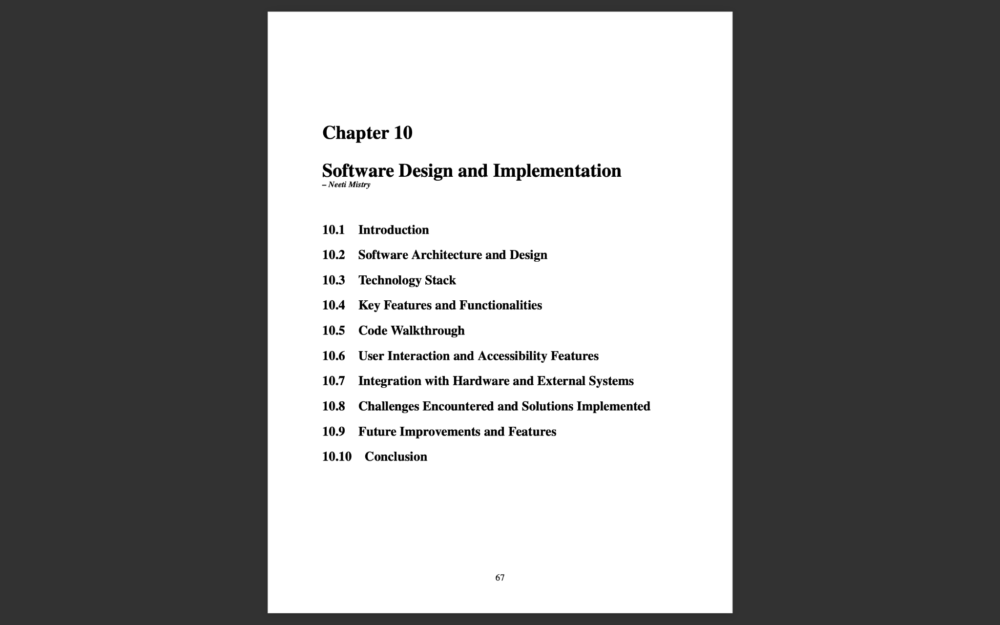 Chapter 10
Software Design and Implementation
– Neeti Mistry
10.1 Introduction
10.2 Software Architecture and Design
10.3 Technology Stack
10.4 Key Features and Functionalities
10.5 Code Walkthrough
10.6 User Interaction and Accessibility Features
10.7 Integration with Hardware and External Systems
10.8 Challenges Encountered and Solutions Implemented
10.9 Future Improvements and Features
10.10 Conclusion
67